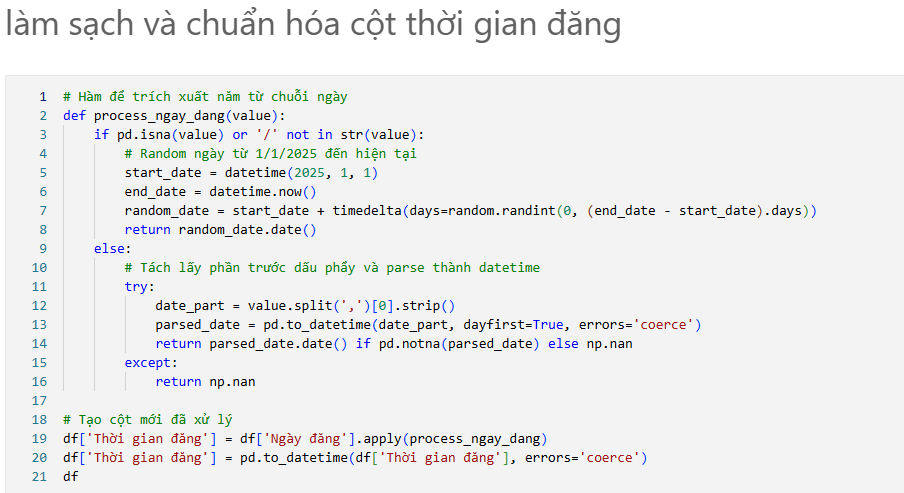 làm sạch và chuẩn hóa cột thời gian đăng
1 # Hàm để trích xuất năm từ chuỗi ngày
2 def process_ngay_dang(value):
3     if pd.isna(value) or '/' not in str(value):
4         # Random ngày từ 1/1/2025 đến hiện tại
5         start_date = datetime(2025, 1, 1)
6         end_date = datetime.now()
7         random_date = start_date + timedelta(days=random.randint(0, (end_date - start_date).days))
8         return random_date.date()
9     else:
10         # Tách lấy phần trước dấu phẩy và parse thành datetime
11         try:
12             date_part = value.split(',')[0].strip()
13             parsed_date = pd.to_datetime(date_part, dayfirst=True, errors='coerce')
14             return parsed_date.date() if pd.notna(parsed_date) else np.nan
15         except:
16             return np.nan
17
18 # Tạo cột mới đã xử lý
19 df['Thời gian đăng'] = df['Ngày đăng'].apply(process_ngay_dang)
20 df['Thời gian đăng'] = pd.to_datetime(df['Thời gian đăng'], errors='coerce')
21 df